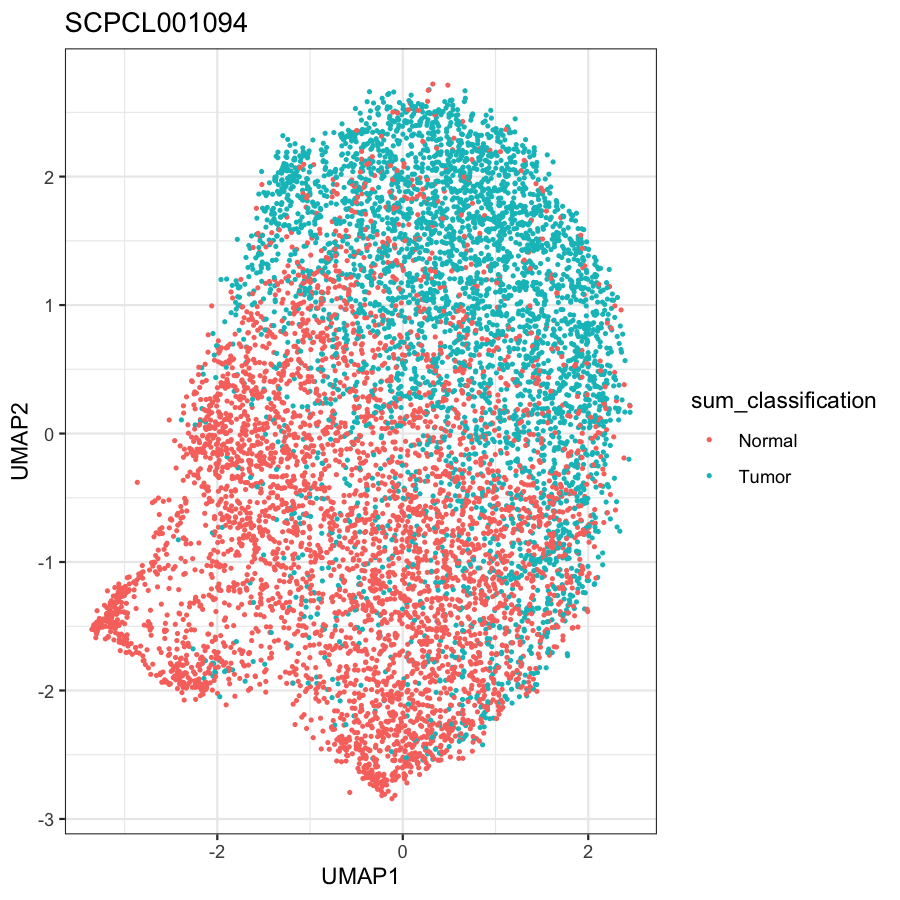 SCPCL001094
2
1
0
-1
-2
-3
UMAP2
-2
0
2
UMAP1
sum_classification
Normal
Tumor